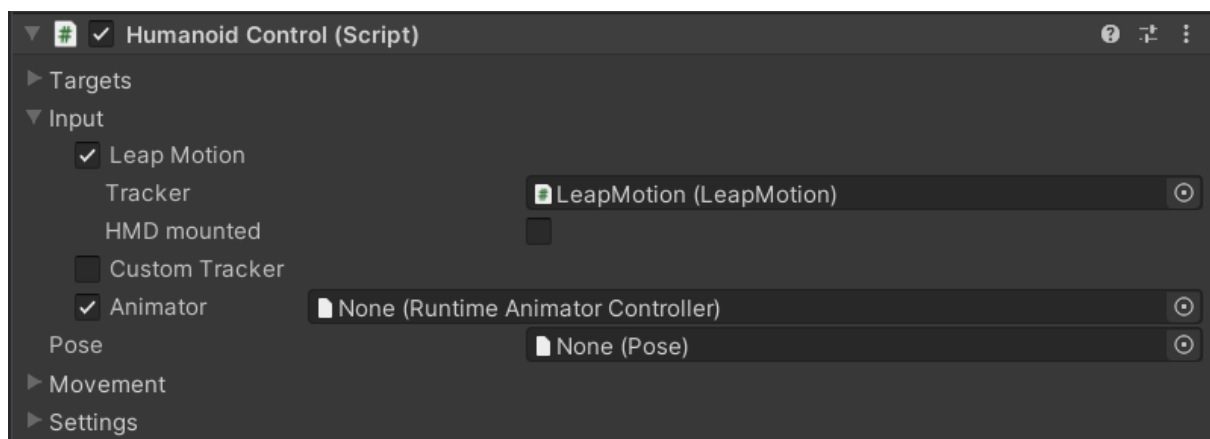 Humanoid Control (Script)
Targets
Input
Leap Motion
Tracker LeapMotion (LeapMotion)
HMD mounted
Custom Tracker
Animator None (Runtime Animator Controller)
Pose None (Pose)
Movement
Settings